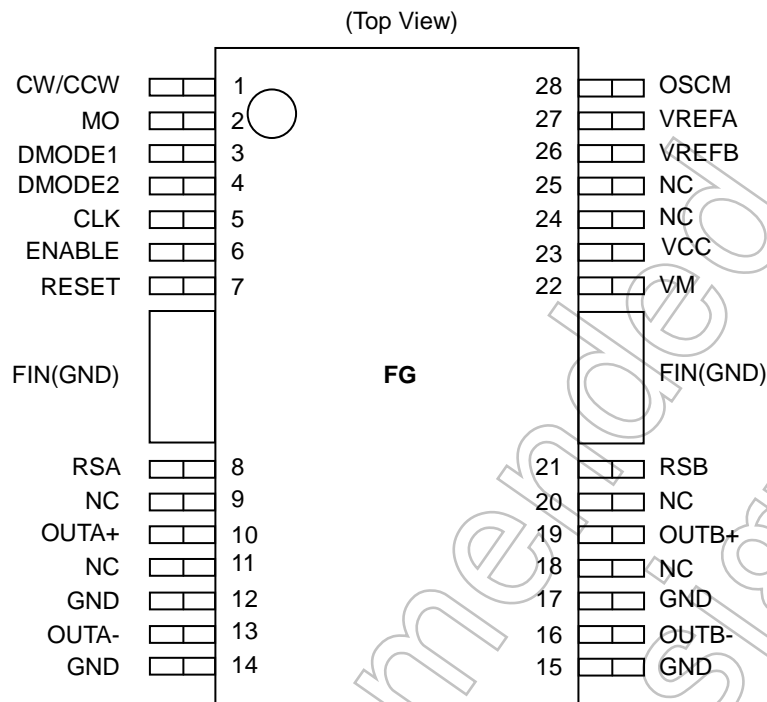 (Top View)
CW/CCW 1 28 OSCM
MO 2 27 VREFA
DMODE1 3 26 VREFB
DMODE2 4 25 NC
CLK 5 24 NC
ENABLE 6 23 VCC
RESET 7 22 VM
FIN(GND) FG FIN(GND)
RSA 8 21 RSB
NC 9 20 NC
OUTA+ 10 19 OUTB+
NC 11 18 NC
GND 12 17 GND
OUTA- 13 16 OUTB-
GND 14 15 GND